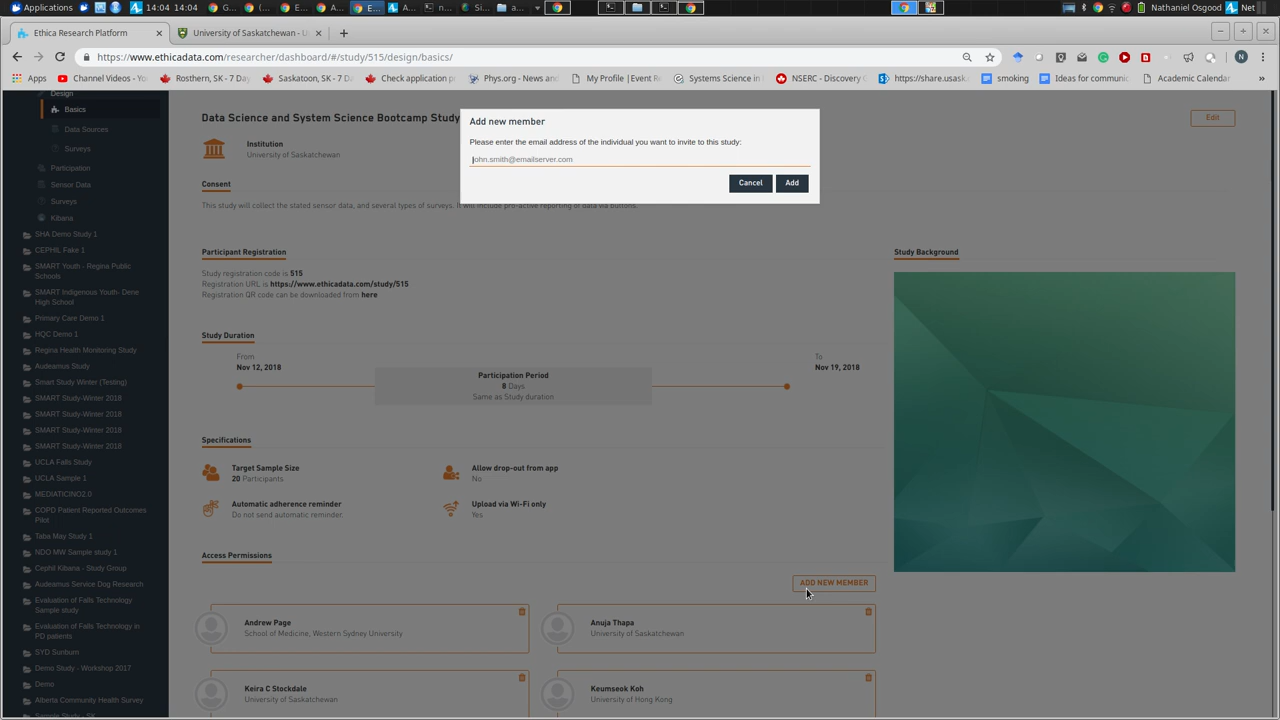 Applications
14:04 14:04
G...
(...
E...
A...
E...
A...
n...
Si...
Nathaniel Osgood
Net
Ethica Research Platform
University of Saskatchewan - U
https://www.ethicadata.com/researcher/dashboard/#/study/515/design/basics/
N
Apps
Channel Videos - Yo
Rosthern, SK - 7 Day
Saskatoon, SK - 7 D
Check application p
Phys.org - News and
My Profile |Event R
Systems Science in
NSERC - Discovery G
https://share.usask
smoking
Ideas for communic
Academic Calendar
Design
Basics
Data Sources
Surveys
Participation
Sensor Data
Surveys
Kibana
SHA Demo Study 1
CEPHIL Fake 1
SMART Youth - Regina Public
Schools
SMART Indigenous Youth- Dene
High School
Primary Care Demo 1
HQC Demo 1
Regina Health Monitoring Study
Audeamus Study
Smart Study Winter (Testing)
SMART Study-Winter 2018
SMART Study-Winter 2018
SMART Study-Winter 2018
SMART Study-Winter 2018
UCLA Falls Study
UCLA Sample 1
MEDIATICINO2.0
COPD Patient Reported Outcomes
Pilot
Taba May Study 1
NDO MW Sample study 1
Cephil Kibana - Study Group
Audeamus Service Dog Research
Evaluation of Falls Technology
Sample study
Evaluation of Falls Technology in
PD patients
SYD Sunburn
Demo Study - Workshop 2017
Demo
Alberta Community Health Survey
Sample Study - SK
Data Science and System Science Bootcamp Study
Edit
Institution
University of Saskatchewan
Consent
This study will collect the stated sensor data, and several types of surveys. It will include pro-active reporting of data via buttons.
Add new member
Please enter the email address of the individual you want to invite to this study:
john.smith@emailserver.com
Cancel
Add
Participant Registration
Study registration code is 515
Registration URL is https://www.ethicadata.com/study/515
Registration QR code can be downloaded from here
Study Background
Study Duration
From
Nov 12, 2018
Participation Period
8 Days
Same as Study duration
To
Nov 19, 2018
Specifications
Target Sample Size
20 Participants
Allow drop-out from app
No
Automatic adherence reminder
Do not send automatic reminder.
Upload via Wi-Fi only
Yes
Access Permissions
ADD NEW MEMBER
Andrew Page
School of Medicine, Western Sydney University
Anuja Thapa
University of Saskatchewan
Keira C Stockdale
University of Saskatchewan
Keumseok Koh
University of Hong Kong